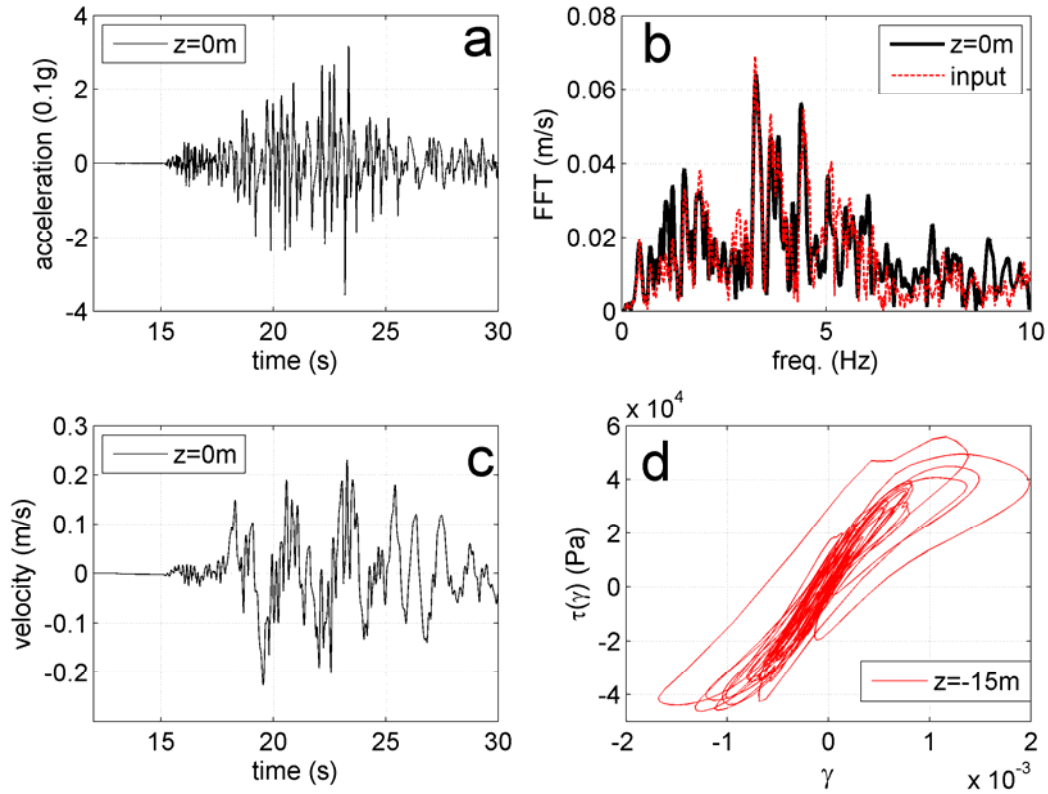 a
z=0m
acceleration (0.1g)
4
2
0
-2
-4
15
20
25
30
time (s)
b
z=0m
input
FFT (m/s)
0.08
0.06
0.04
0.02
0
0
5
10
freq. (Hz)
c
z=0m
velocity (m/s)
0.3
0.2
0.1
0
-0.1
-0.2
15
20
25
30
time (s)
d
x 10⁴
τ(γ) (Pa)
6
4
2
0
-2
-4
z=-15m
-2
-1
0
1
2
γ
x 10⁻³